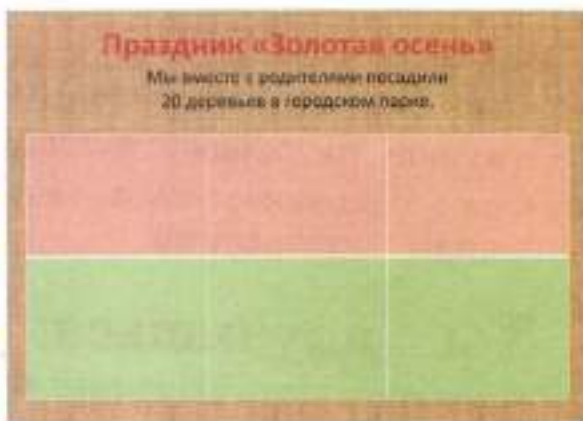 Праздник «Золотая осень»
Мы вместе с родителями посадили
20 деревьев в городском парке.